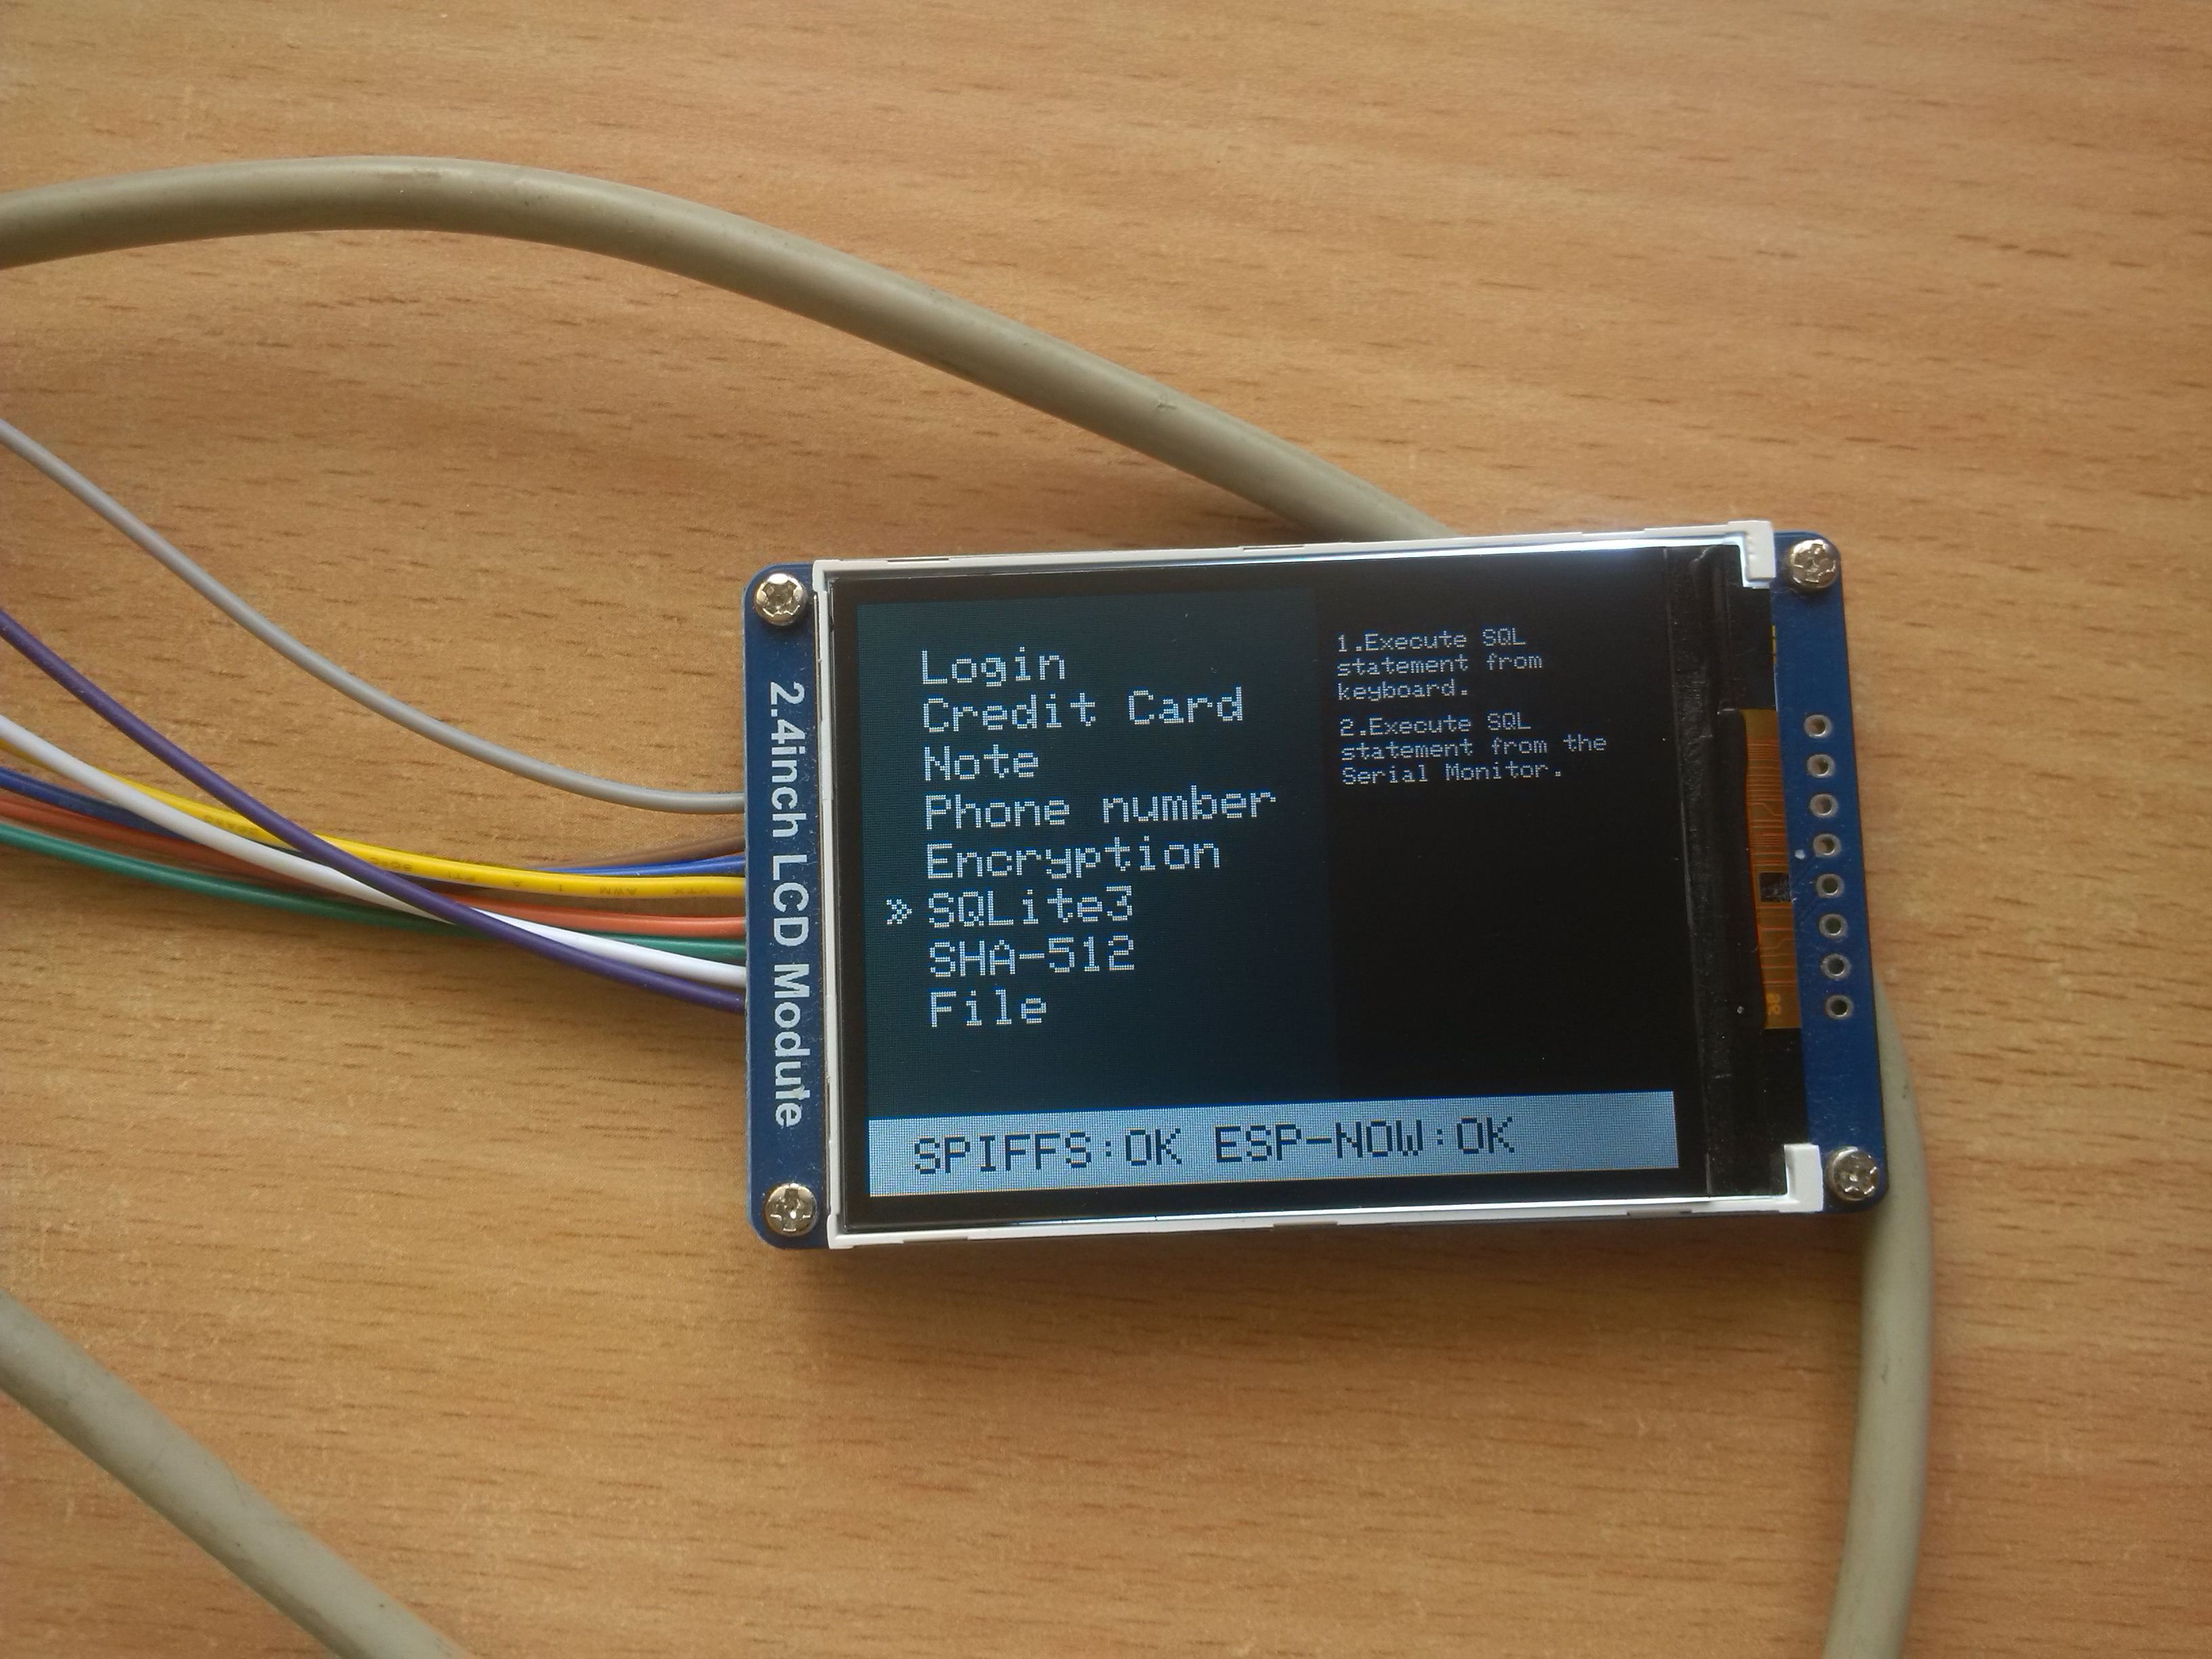 2.4inch LCD Module
Login
Credit Card
Note
Phone number
Encryption
» SQLite3
SHA-512
File
1.Execute SQL
statement from
keyboard.
2.Execute SQL
statement from the
Serial Monitor.
SPIFFS:OK ESP-NOW:OK